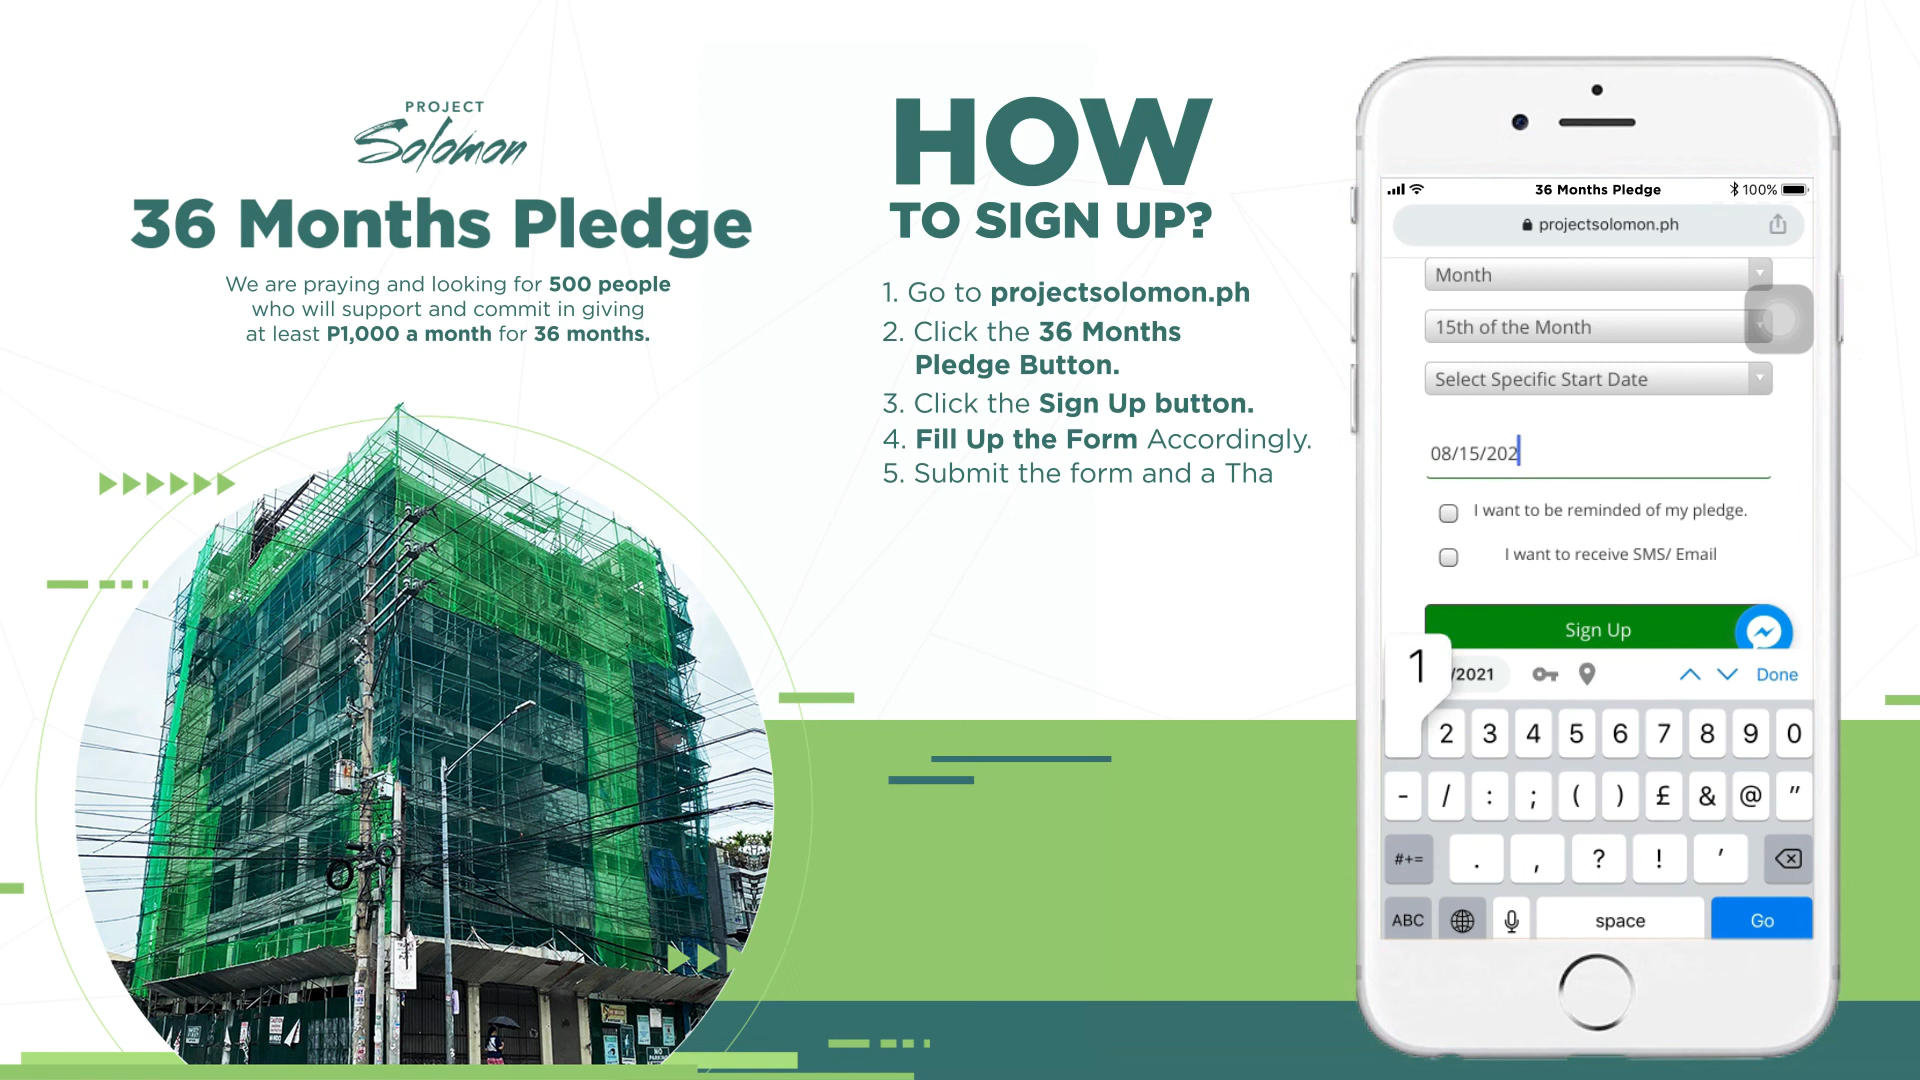 PROJECT
Solomon
36 Months Pledge
We are praying and looking for 500 people
who will support and commit in giving
at least P1,000 a month for 36 months.
HOW
TO SIGN UP?
1. Go to projectsolomon.ph
2. Click the 36 Months
Pledge Button.
3. Click the Sign Up button.
4. Fill Up the Form Accordingly.
5. Submit the form and a Tha
36 Months Pledge
100%
projectsolomon.ph
Month
15th of the Month
Select Specific Start Date
08/15/202
I want to be reminded of my pledge.
I want to receive SMS/ Email
Sign Up
1
/2021
Done
2 3 4 5 6 7 8 9 0
- / : ; ( ) £ & @ "
#+= . , ? ! '
ABC space Go